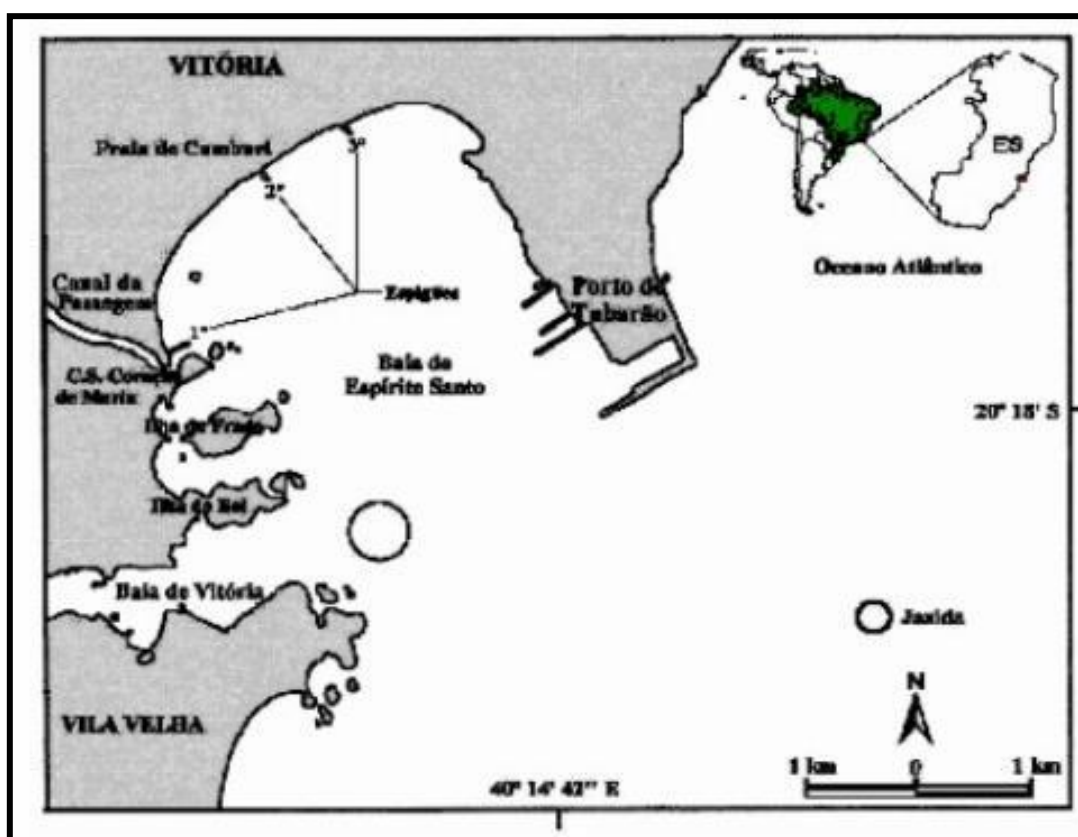 VITÓRIA
Praia de Camburi
3º
2º
ES
Oceano Atlântico
Canal da
Passagem
Espigões
Porto de
Tubarão
1º
Baía do
Espírito Santo
C.S. Coração
de Maria
20º 18' S
Ilha do Frade
Ilha do Boi
Baía de Vitória
Jazida
N
VILA VELHA
1 km 0 1 km
40º 14' 42'' E